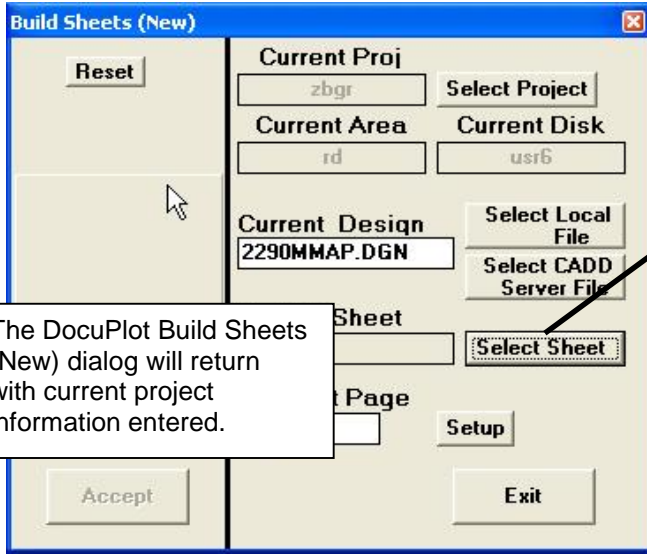 Build Sheets (New)
Reset
Current Proj
zbgr
Select Project
Current Area
Current Disk
rd
usr6
Current Design
2290MMAP.DGN
Select Local
File
Select CADD
Server File
Sheet
Select Sheet
The DocuPlot Build Sheets
(New) dialog will return
with current project
information entered.
Page
Setup
Accept
Exit